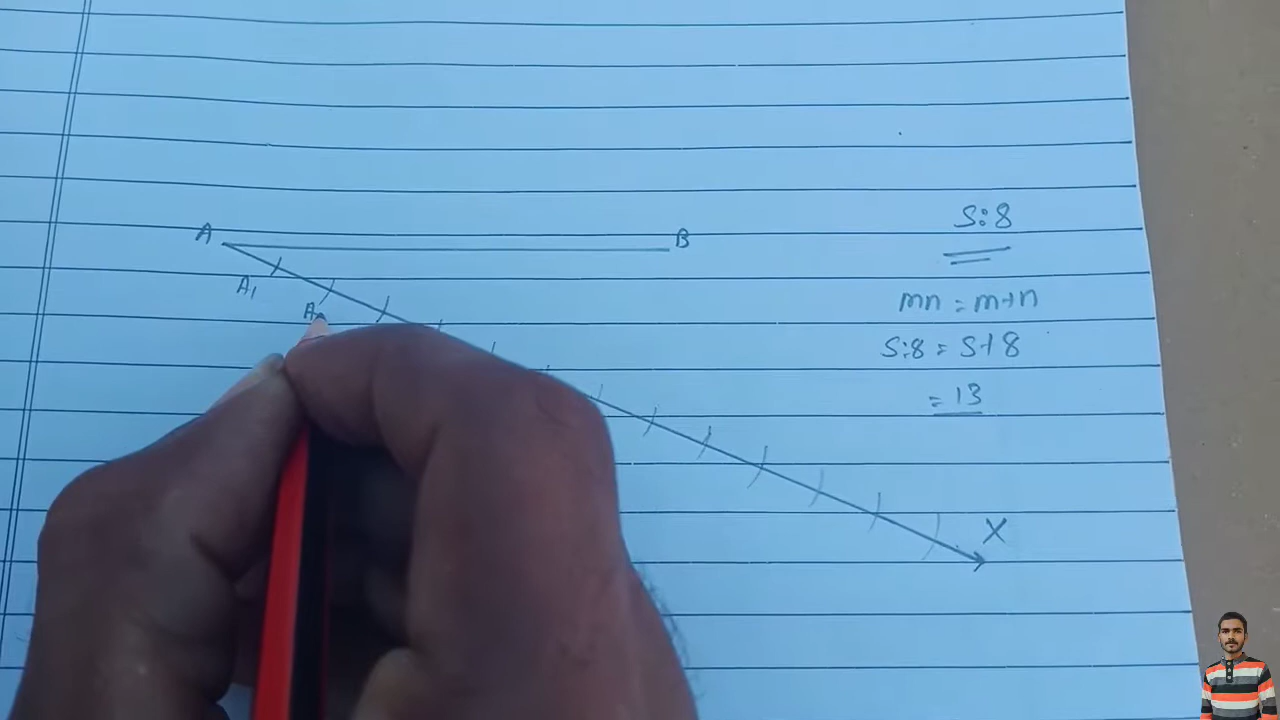 A B
A₁
A₂
5:8
mn = m+n
5:8 = 5+8
= 13
X